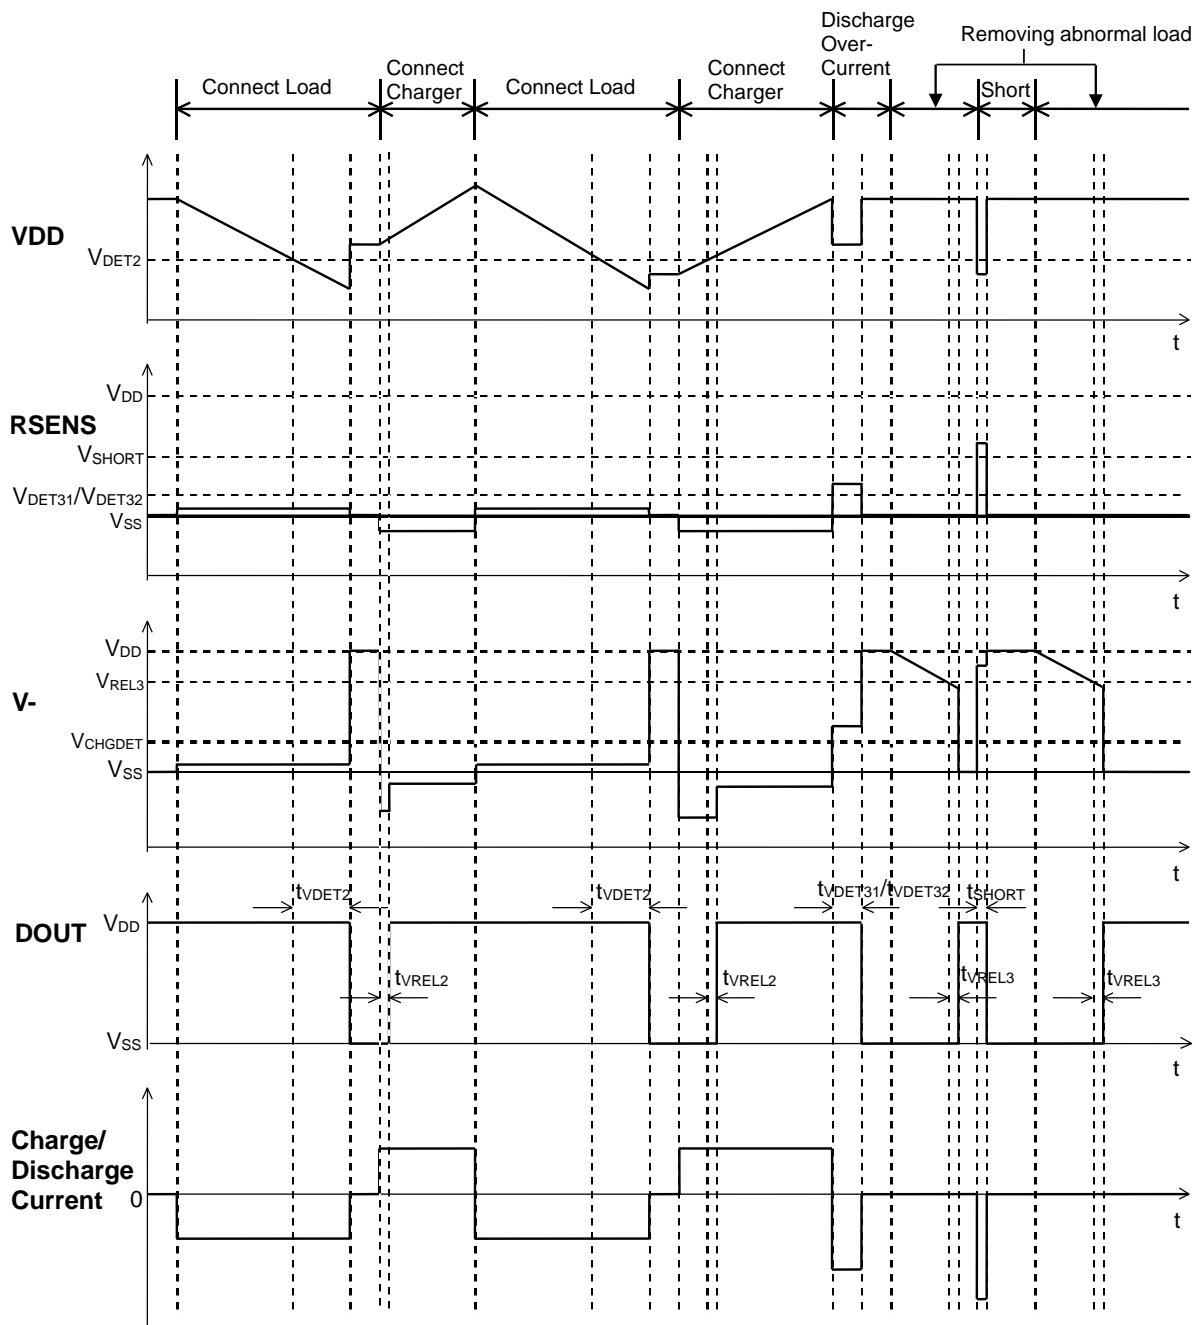 Discharge
Over-
Current
Removing abnormal load
Connect Load
Connect
Charger
Connect Load
Connect
Charger
Short
VDD
VDET2
t
RSENS
VDD
VSHORT
VDET31/VDET32
VSS
t
V-
VDD
VREL3
VCHGDET
VSS
t
DOUT
tVDET2
tVDET2
tVDET31/tVDET32
tSHORT
VDD
tVREL2
tVREL2
tVREL3
tVREL3
VSS
t
Charge/
Discharge
Current
0
t